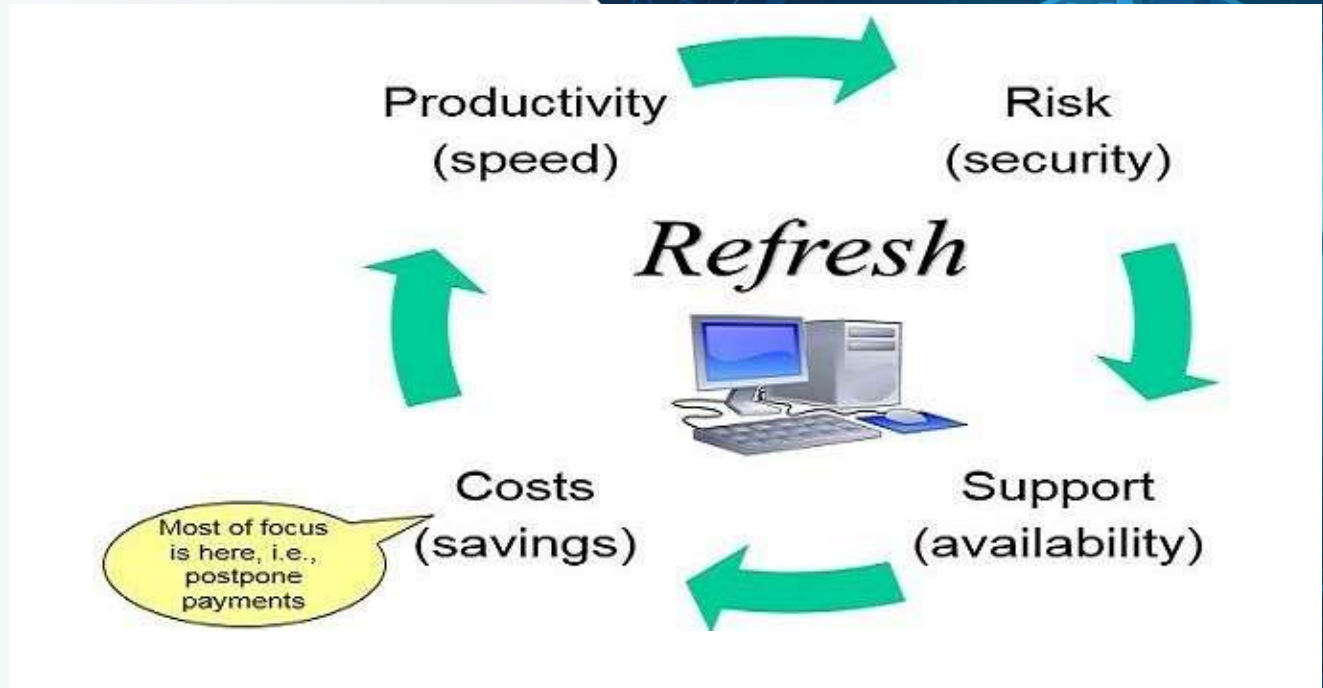 Productivity
(speed)
Risk
(security)
Refresh
Costs
(savings)
Support
(availability)
Most of focus
is here, i.e.,
postpone
payments